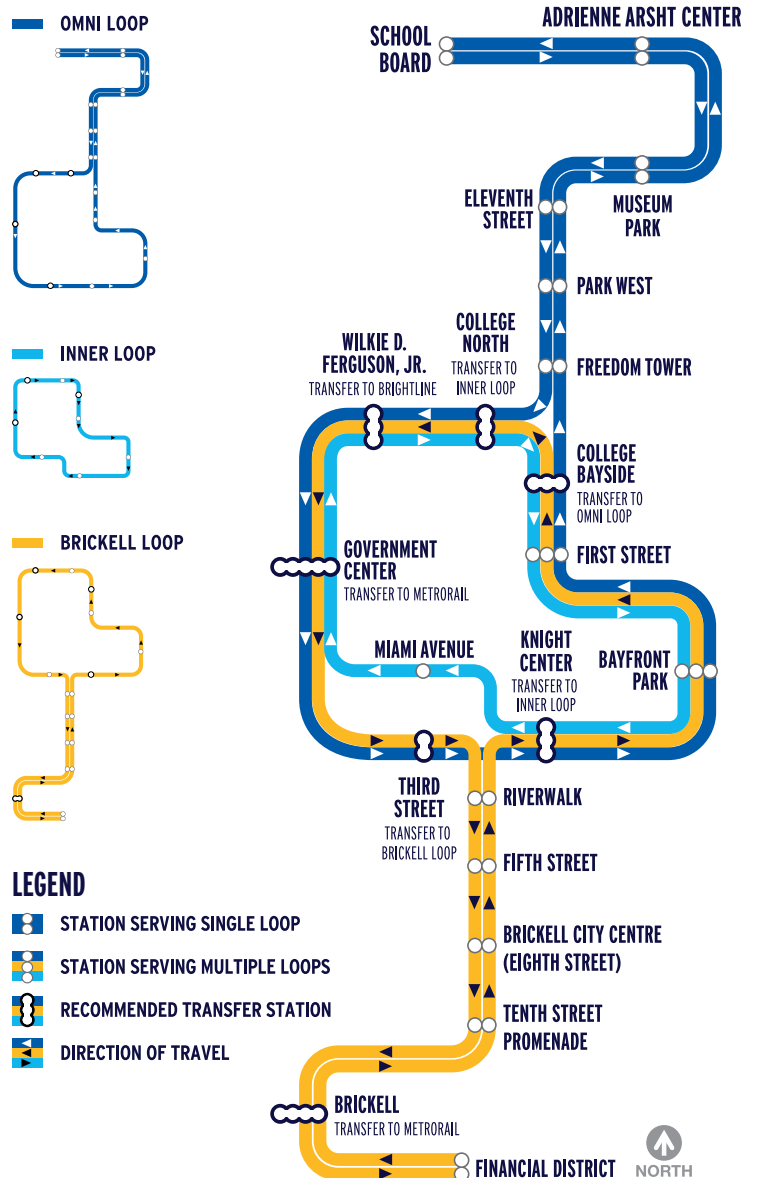 OMNI LOOP
INNER LOOP
BRICKELL LOOP
ADRIENNE ARSHT CENTER
SCHOOL
BOARD
MUSEUM
PARK
ELEVENTH
STREET
PARK WEST
FREEDOM TOWER
COLLEGE
NORTH
TRANSFER TO
INNER LOOP
WILKIE D.
FERGUSON, JR.
TRANSFER TO BRIGHTLINE
COLLEGE
BAYSIDE
TRANSFER TO
OMNI LOOP
FIRST STREET
GOVERNMENT
CENTER
TRANSFER TO METRORAIL
MIAMI AVENUE
KNIGHT
CENTER
TRANSFER TO
INNER LOOP
BAYFRONT
PARK
THIRD
STREET
TRANSFER TO
BRICKELL LOOP
RIVERWALK
FIFTH STREET
BRICKELL CITY CENTRE
(EIGHTH STREET)
TENTH STREET
PROMENADE
BRICKELL
TRANSFER TO METRORAIL
FINANCIAL DISTRICT
LEGEND
STATION SERVING SINGLE LOOP
STATION SERVING MULTIPLE LOOPS
RECOMMENDED TRANSFER STATION
DIRECTION OF TRAVEL
NORTH